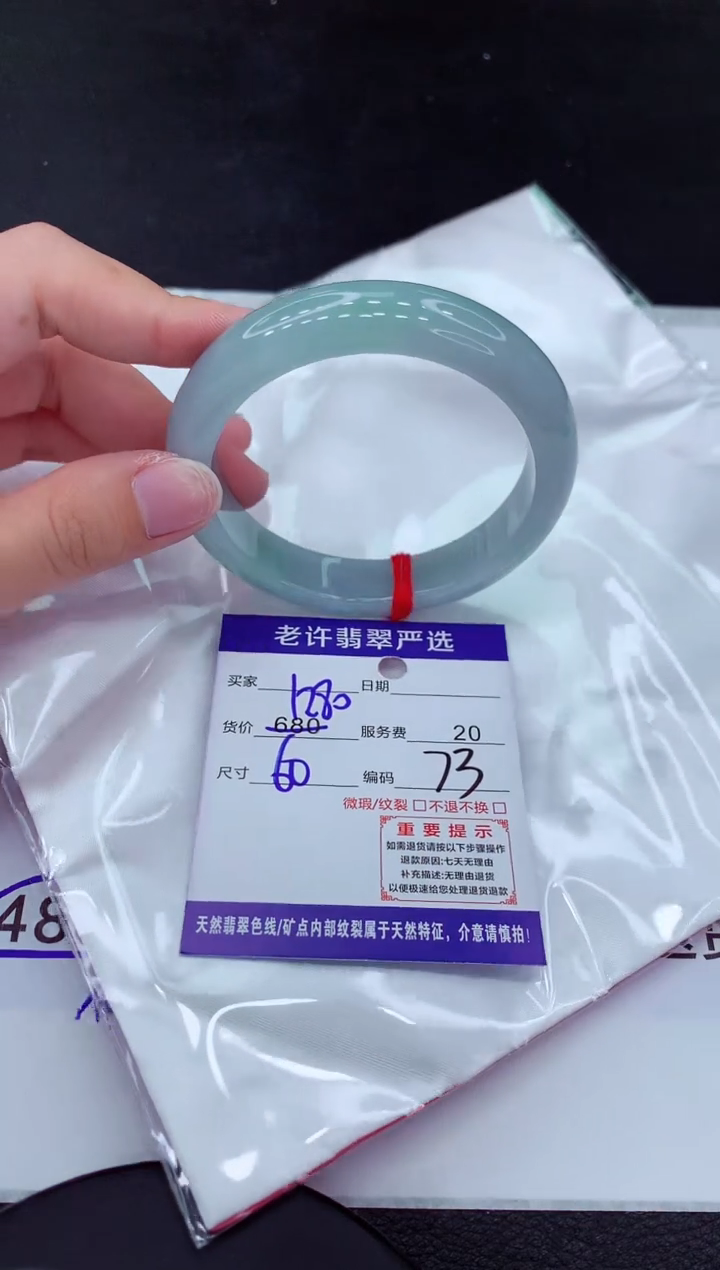 老许翡翠严选
买家 日期
1280
货价 680 服务费 20
尺寸 60 编码 73
微瑕/纹裂 □ 不退不换 □
重要提示
如需退货请按以下步骤操作
退款原因:七天无理由
补充描述:无理由退货
以便极速给您处理退货退款
天然翡翠色线/矿点内部纹裂属于天然特征，介意请慎拍!
48